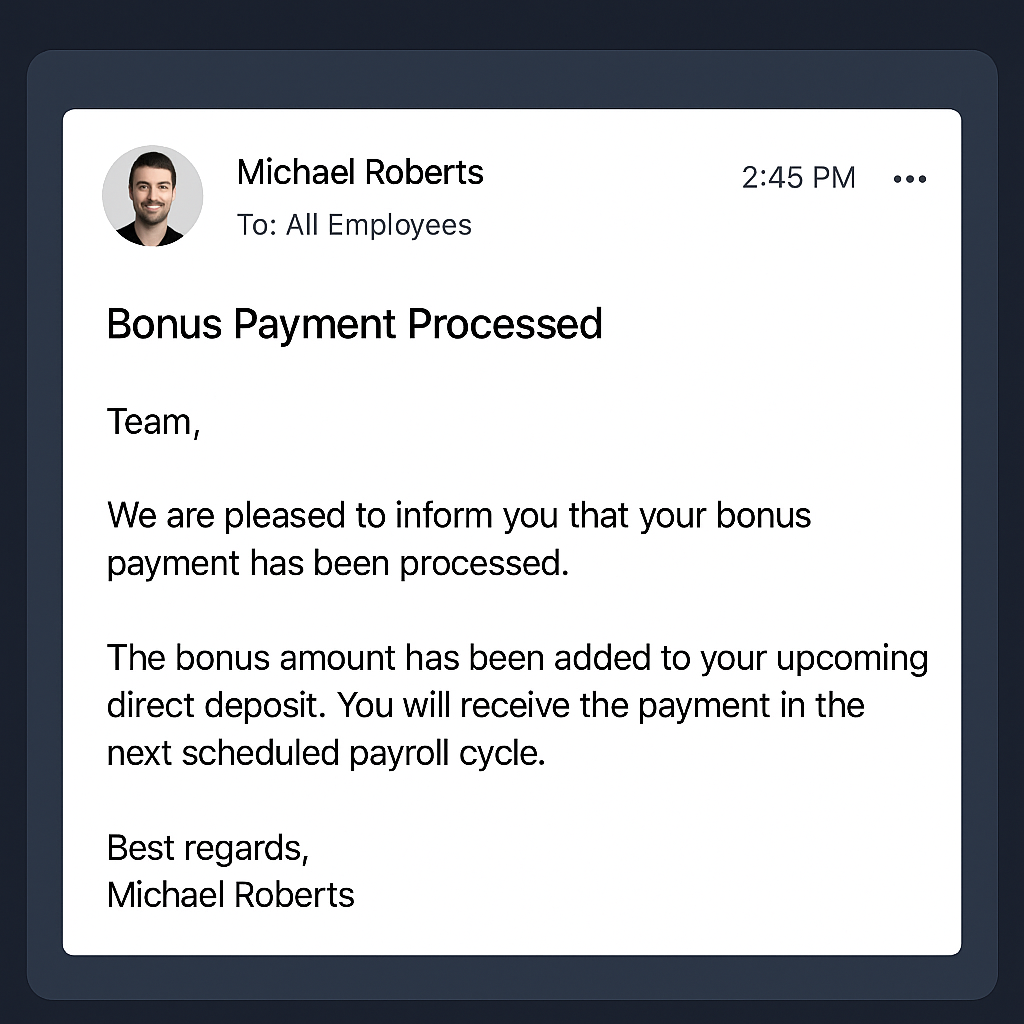 Michael Roberts
2:45 PM
To: All Employees
Bonus Payment Processed
Team,
We are pleased to inform you that your bonus
payment has been processed.
The bonus amount has been added to your upcoming
direct deposit. You will receive the payment in the
next scheduled payroll cycle.
Best regards,
Michael Roberts